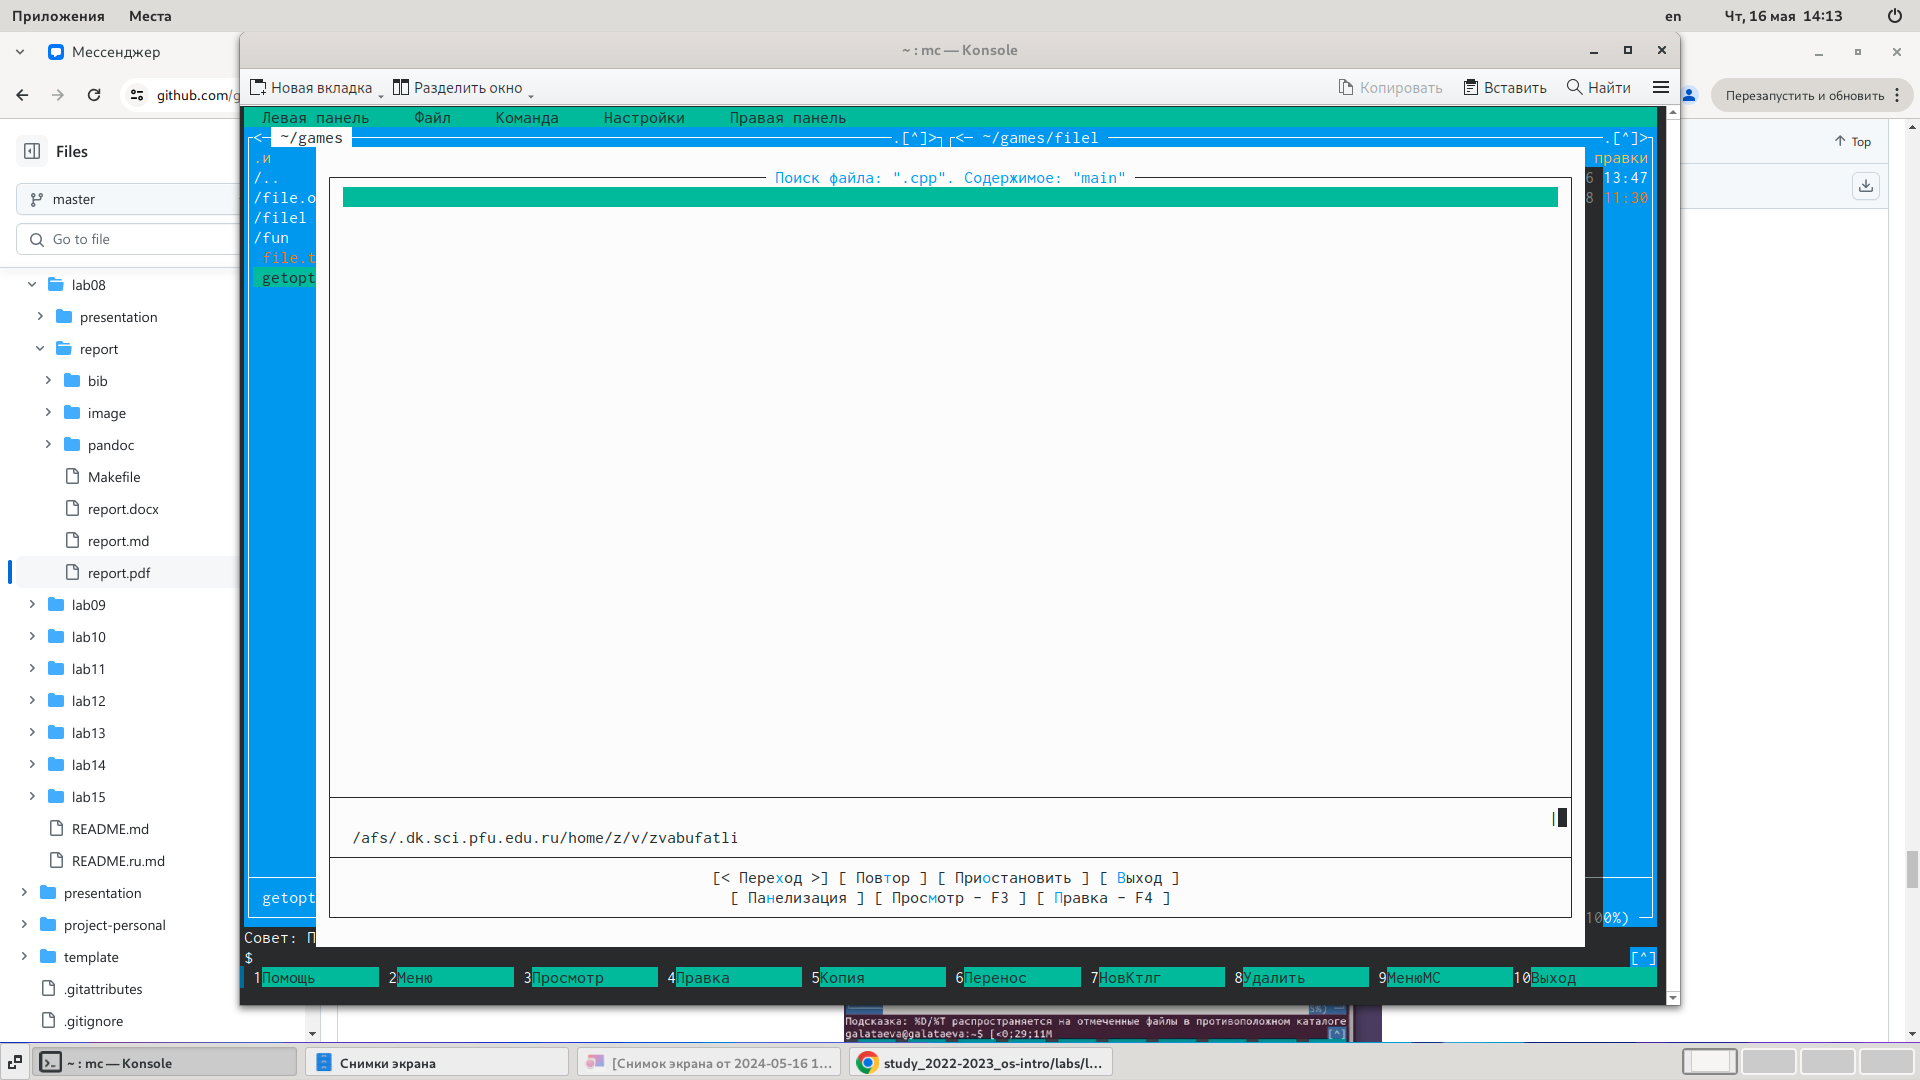 Приложения Места en Чт, 16 мая 14:13
Мессенджер
~ : mc — Konsole
github.com/g
Новая вкладка Разделить окно Копировать Вставить Найти
Перезапустить и обновить
Левая панель Файл Команда Настройки Правая панель
<─ ~/games .[^]> <─ ~/games/filel .[^]>
Files
Top
.и правки
Поиск файла: ".cpp". Содержимое: "main"
/.. 6 13:47
master
/file.o 8 11:30
/filel
Go to file
/fun
file.t
getopt
lab08
presentation
report
bib
image
pandoc
Makefile
report.docx
report.md
report.pdf
lab09
lab10
lab11
lab12
lab13
lab14
lab15
README.md
README.ru.md
presentation
project-personal
template
.gitattributes
.gitignore
/afs/.dk.sci.pfu.edu.ru/home/z/v/zvabufatli
[< Переход >] [ Повтор ] [ Приостановить ] [ Выход ]
[ Панелизация ] [ Просмотр - F3 ] [ Правка - F4 ]
getopt
100%)
Совет: П
$ [^]
1Помощь 2Меню 3Просмотр 4Правка 5Копия 6Перенос 7НовКтлг 8Удалить 9МенюМС 10Выход
Подсказка: %D/%T распространяется на отмеченные файлы в противоположном каталоге
galataeva@galataeva:~$ [<0;29;11M [^]
~ : mc — Konsole Снимки экрана [Снимок экрана от 2024-05-16 1... study_2022-2023_os-intro/labs/l...